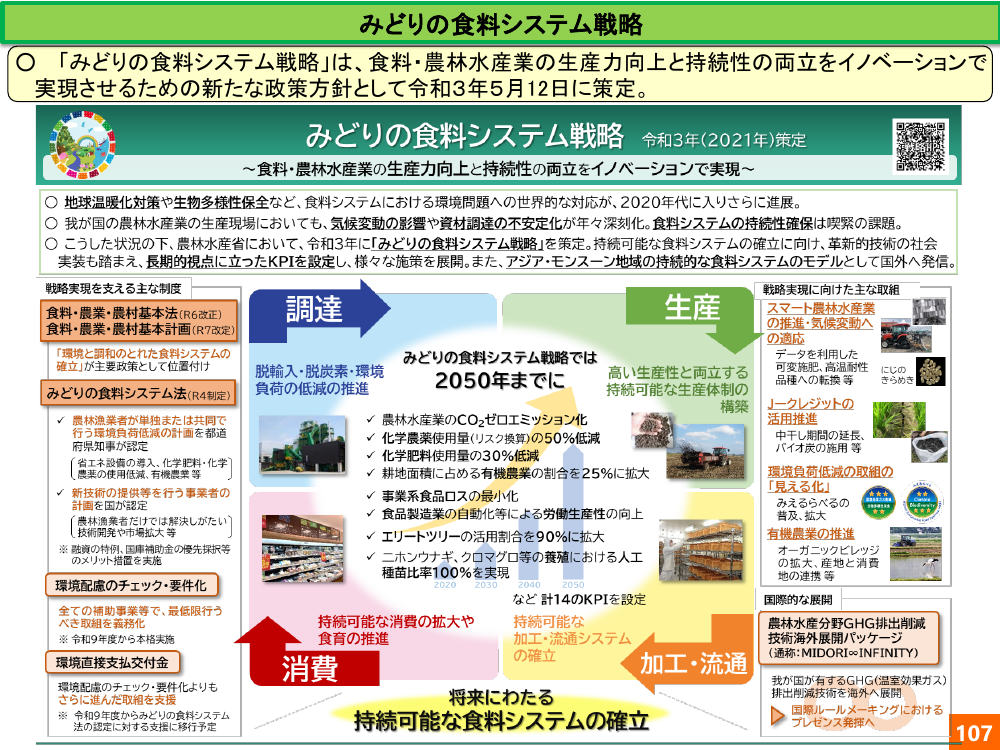 みどりの食料システム戦略
〇 「みどりの食料システム戦略」は、食料・農林水産業の生産力向上と持続性の両立をイノベーションで
実現させるための新たな政策方針として令和3年5月12日に策定。
みどりの食料システム戦略 令和3年(2021年)策定
～食料・農林水産業の生産力向上と持続性の両立をイノベーションで実現～
〇 地球温暖化対策や生物多様性保全など、食料システムにおける環境問題への世界的な対応が、2020年代に入りさらに進展。
〇 我が国の農林水産業の生産現場においても、気候変動の影響や資材調達の不安定化が年々深刻化。食料システムの持続性確保は喫緊の課題。
〇 こうした状況の下、農林水産省において、令和3年に「みどりの食料システム戦略」を策定。持続可能な食料システムの確立に向け、革新的技術の社会
実装も踏まえ、長期的視点に立ったKPIを設定し、様々な施策を展開。また、アジア・モンスーン地域の持続的な食料システムのモデルとして国外へ発信。
戦略実現を支える主な制度
食料・農業・農村基本法(R6改正)
食料・農業・農村基本計画(R7改定)
「環境と調和のとれた食料システムの
確立」が主要政策として位置付け
みどりの食料システム法(R4制定)
✓ 農林漁業者が単独または共同で
行う環境負荷低減の計画を都道
府県知事が認定
省エネ設備の導入、化学肥料・化学
農薬の使用低減、有機農業 等
✓ 新技術の提供等を行う事業者の
計画を国が認定
農林漁業者だけでは解決しがたい
技術開発や市場拡大 等
※ 融資の特例、国庫補助金の優先採択等
のメリット措置を実施
環境配慮のチェック・要件化
全ての補助事業等で、最低限行う
べき取組を義務化
※ 令和9年度から本格実施
環境直接支払交付金
環境配慮のチェック・要件化よりも
さらに進んだ取組を支援
※ 令和9年度からみどりの食料システム
法の認定に対する支援に移行予定
調達
脱輸入・脱炭素・環境
負荷の低減の推進
生産
高い生産性と両立する
持続可能な生産体制の
構築
みどりの食料システム戦略では
2050年までに
✓ 農林水産業のCO2ゼロエミッション化
✓ 化学農薬使用量(リスク換算)の50%低減
✓ 化学肥料使用量の30%低減
✓ 耕地面積に占める有機農業の割合を25%に拡大
✓ 事業系食品ロスの最小化
✓ 食品製造業の自動化等による労働生産性の向上
✓ エリートツリーの活用割合を90%に拡大
✓ ニホンウナギ、クロマグロ等の養殖における人工
種苗比率100%を実現
2020 2030 2040 2050
など 計14のKPIを設定
持続可能な消費の拡大や
食育の推進
消費
持続可能な
加工・流通システム
の確立
加工・流通
将来にわたる
持続可能な食料システムの確立
戦略実現に向けた主な取組
スマート農林水産業
の推進・気候変動へ
の適応
データを利用した
可変施肥、高温耐性
品種への転換 等
にじの
きらめき
J-クレジットの
活用推進
中干し期間の延長、
バイオ炭の施用 等
環境負荷低減の取組の
「見える化」
みえるらべるの
普及、拡大
有機農業の推進
オーガニックビレッジ
の拡大、産地と消費
地の連携 等
国際的な展開
農林水産分野GHG排出削減
技術海外展開パッケージ
(通称:MIDORI∞INFINITY)
我が国が有するGHG(温室効果ガス)
排出削減技術を海外へ展開
国際ルールメーキングにおける
プレゼンス発揮へ
107